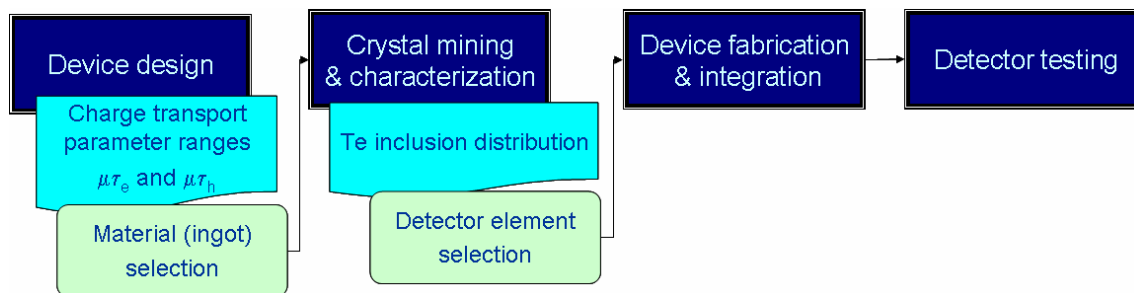 Device design
Charge transport
parameter ranges
μτe and μτh
Material (ingot)
selection
Crystal mining
& characterization
Te inclusion distribution
Detector element
selection
Device fabrication
& integration
Detector testing